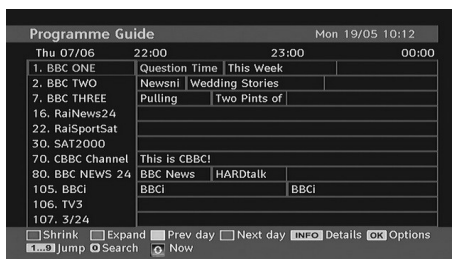 Programme Guide Mon 19/05 10:12
Thu 07/06 22:00 23:00 00:00
1. BBC ONE Question Time This Week
2. BBC TWO Newsni Wedding Stories
7. BBC THREE Pulling Two Pints of
16. RaiNews24
22. RaiSportSat
30. SAT2000
70. CBBC Channel This is CBBC!
80. BBC NEWS 24 BBC News HARDtalk
105. BBCi BBCi BBCi
106. TV3
107. 3/24
Shrink Expand Prev day Next day INFO Details OK Options
1...9 Jump 0 Search 0 Now